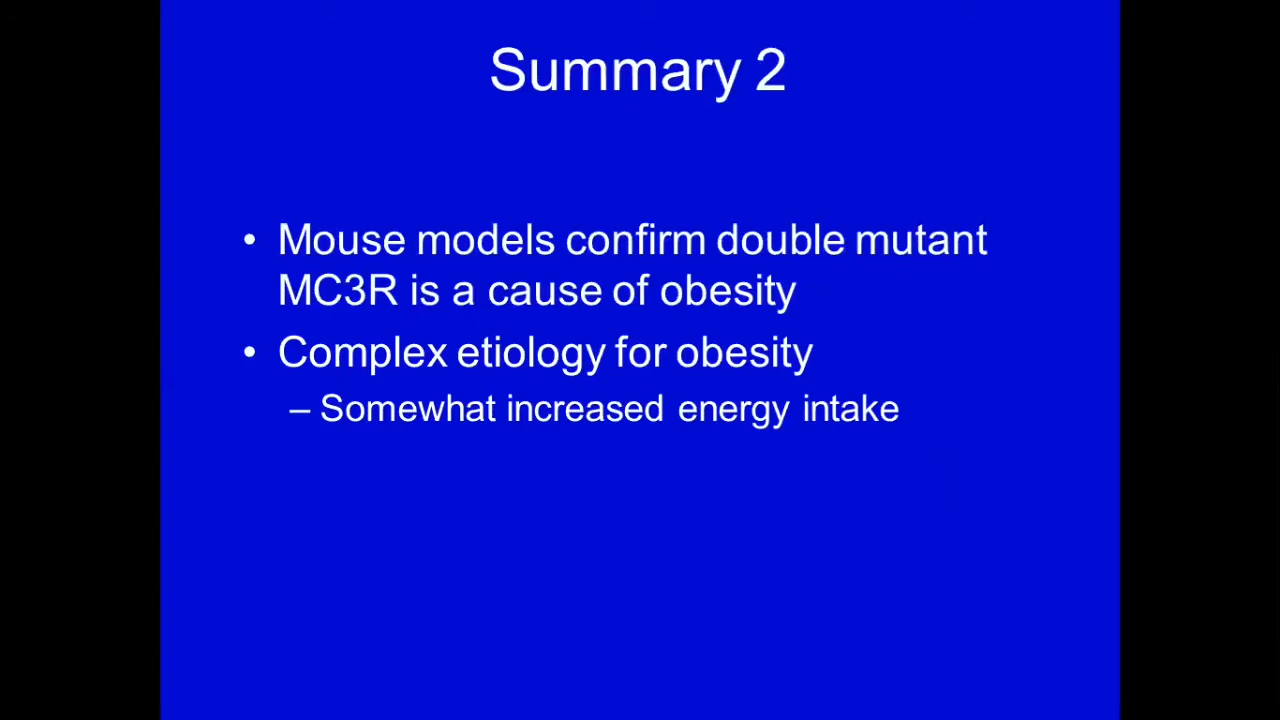 Summary 2
• Mouse models confirm double mutant
MC3R is a cause of obesity
• Complex etiology for obesity
– Somewhat increased energy intake